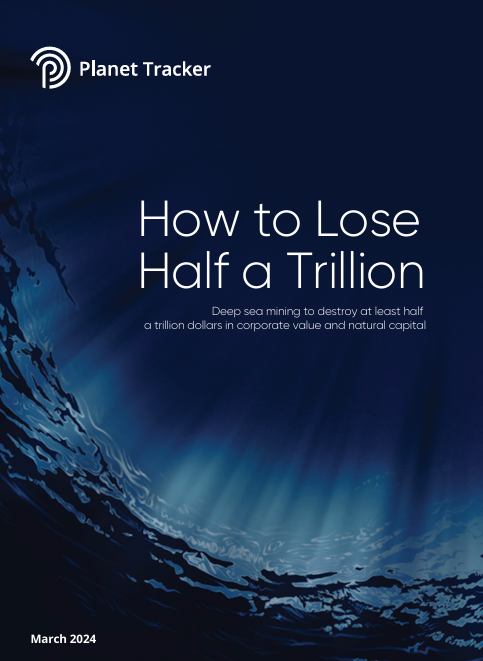 Planet Tracker
How to Lose
Half a Trillion
Deep sea mining to destroy at least half
a trillion dollars in corporate value and natural capital
March 2024